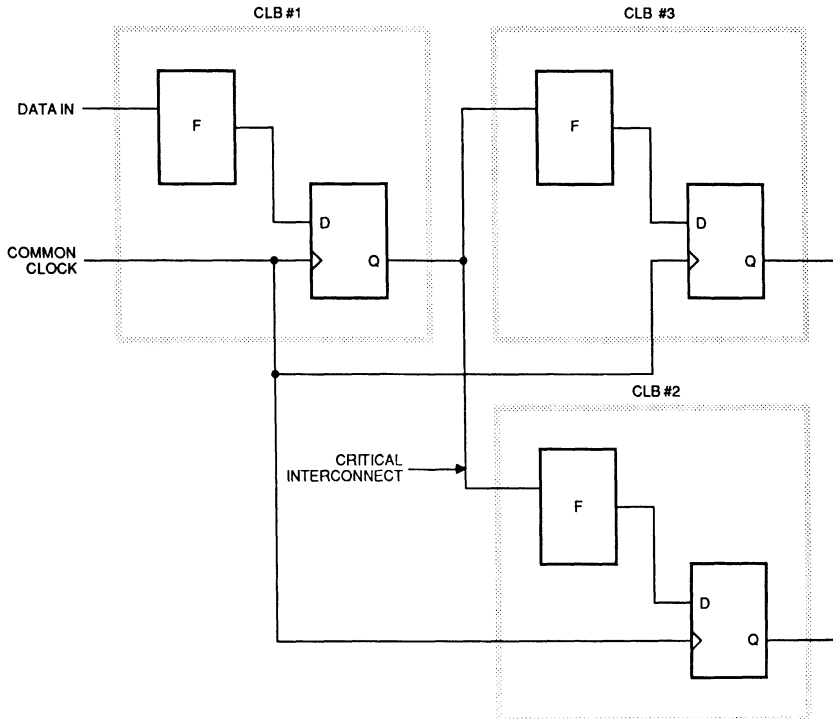 CLB #1
CLB #3
DATA IN
F
F
D
Q
D
Q
COMMON
CLOCK
CLB #2
CRITICAL
INTERCONNECT
F
D
Q